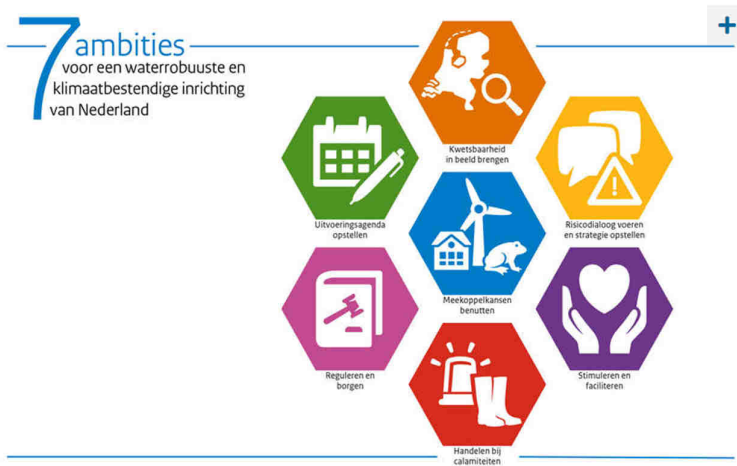 7 ambities
voor een waterrobuuste en
klimaatbestendige inrichting
van Nederland
Kwetsbaarheid
in beeld brengen
Uitvoeringsagenda
opstellen
Risicodialoog voeren
en strategie opstellen
Meekoppelkansen
benutten
Reguleren en
borgen
Stimuleren en
faciliteren
Handelen bij
calamiteiten